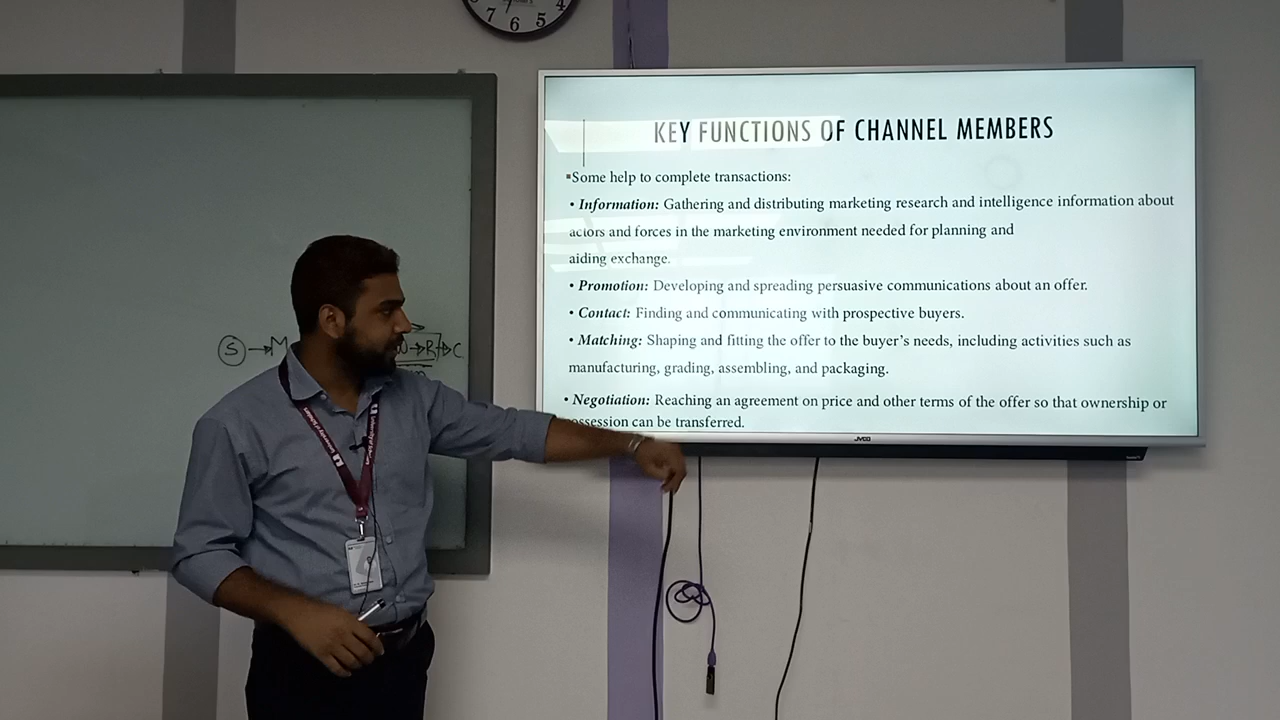 7 6 5 4
KEY FUNCTIONS OF CHANNEL MEMBERS
▪Some help to complete transactions:
• Information: Gathering and distributing marketing research and intelligence information about
actors and forces in the marketing environment needed for planning and
aiding exchange.
• Promotion: Developing and spreading persuasive communications about an offer.
• Contact: Finding and communicating with prospective buyers.
• Matching: Shaping and fitting the offer to the buyer's needs, including activities such as
manufacturing, grading, assembling, and packaging.
• Negotiation: Reaching an agreement on price and other terms of the offer so that ownership or
ossession can be transferred.
JVCO
S → M
W → R → C